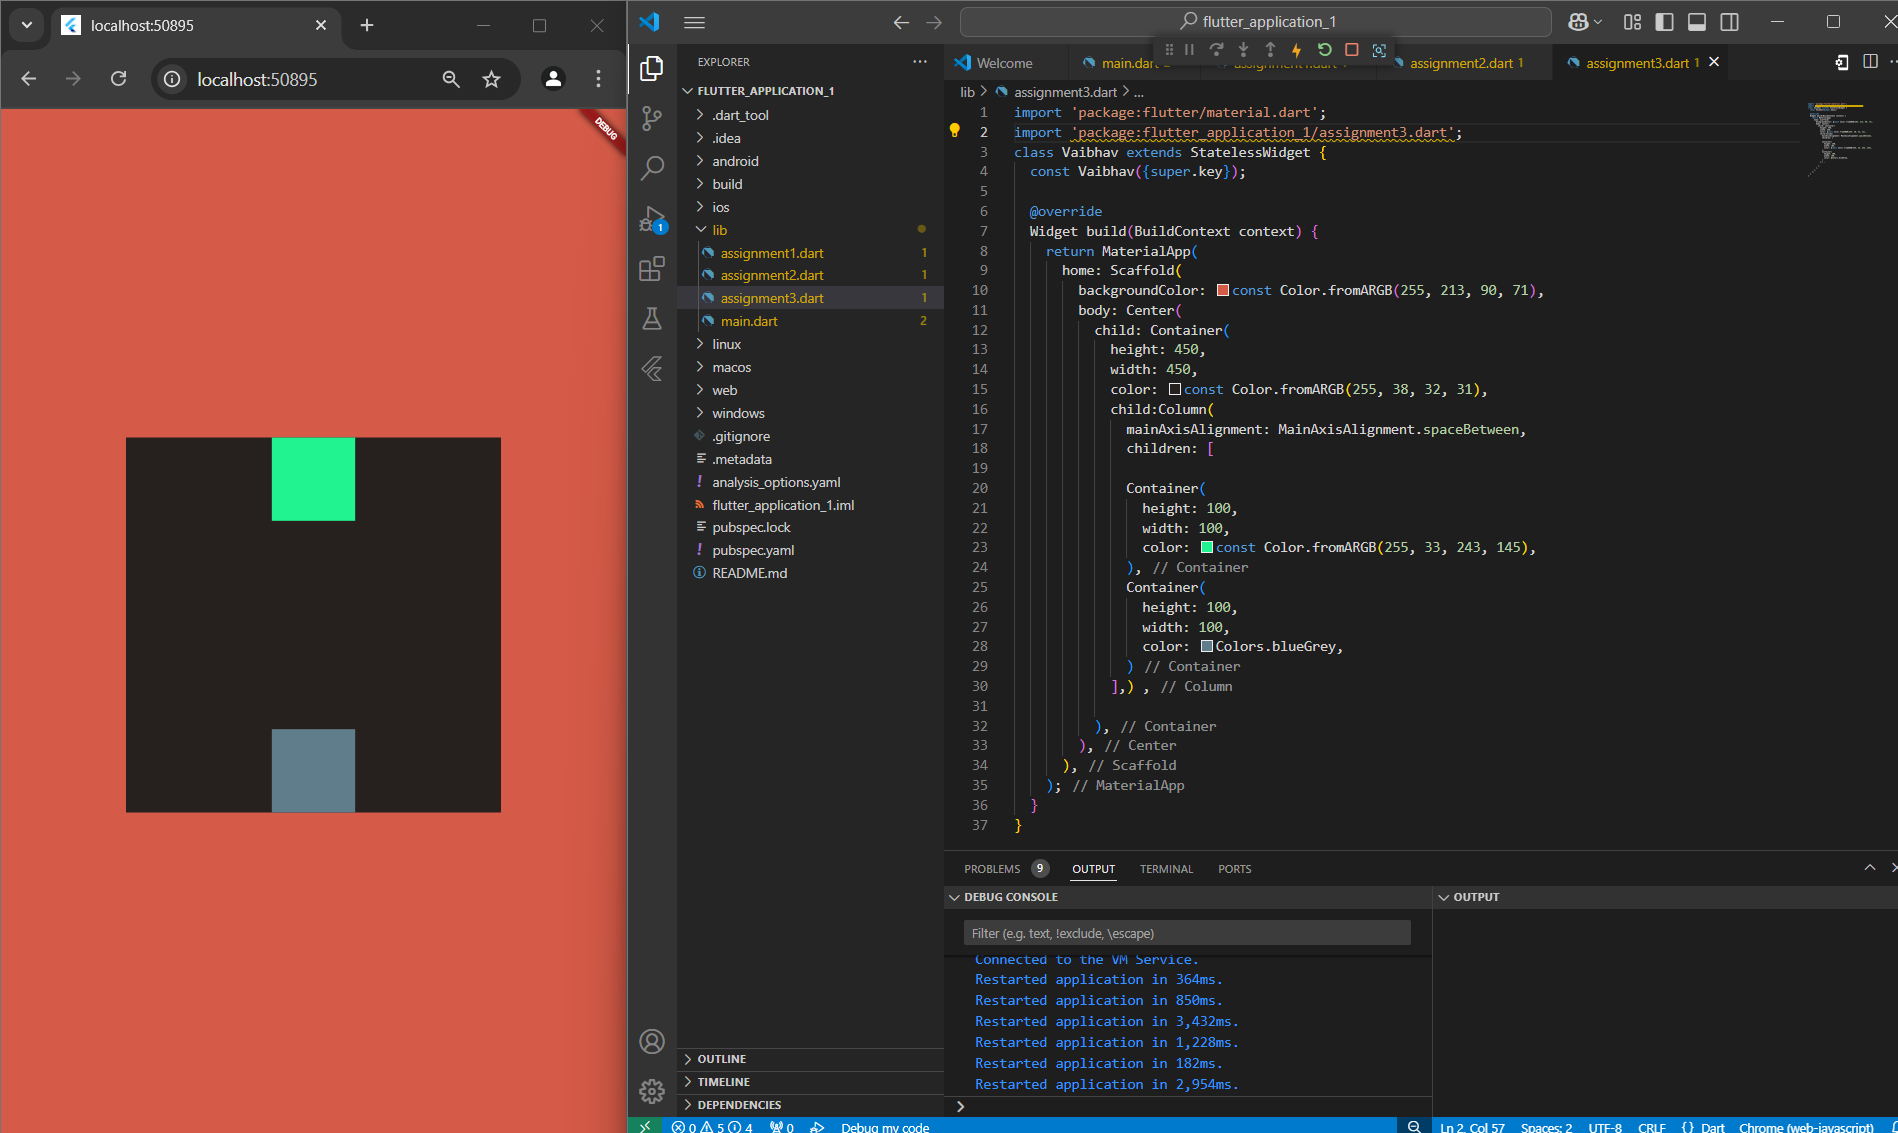 localhost:50895
localhost:50895
DEBUG
flutter_application_1
EXPLORER
FLUTTER_APPLICATION_1
.dart_tool
.idea
android
build
ios
lib
assignment1.dart 1
assignment2.dart 1
assignment3.dart 1
main.dart 2
linux
macos
web
windows
.gitignore
.metadata
analysis_options.yaml
flutter_application_1.iml
pubspec.lock
pubspec.yaml
README.md
OUTLINE
TIMELINE
DEPENDENCIES
1
Welcome
main.dart 2
assignment1.dart 1
assignment2.dart 1
assignment3.dart 1
lib > assignment3.dart > ...
1 import 'package:flutter/material.dart';
2 import 'package:flutter_application_1/assignment3.dart';
3 class Vaibhav extends StatelessWidget {
4 const Vaibhav({super.key});
5
6 @override
7 Widget build(BuildContext context) {
8 return MaterialApp(
9 home: Scaffold(
10 backgroundColor: const Color.fromARGB(255, 213, 90, 71),
11 body: Center(
12 child: Container(
13 height: 450,
14 width: 450,
15 color: const Color.fromARGB(255, 38, 32, 31),
16 child:Column(
17 mainAxisAlignment: MainAxisAlignment.spaceBetween,
18 children: [
19
20 Container(
21 height: 100,
22 width: 100,
23 color: const Color.fromARGB(255, 33, 243, 145),
24 ), // Container
25 Container(
26 height: 100,
27 width: 100,
28 color: Colors.blueGrey,
29 ) // Container
30 ],) , // Column
31
32 ), // Container
33 ), // Center
34 ), // Scaffold
35 ); // MaterialApp
36 }
37 }
PROBLEMS 9 OUTPUT TERMINAL PORTS
DEBUG CONSOLE
OUTPUT
Filter (e.g. text, !exclude, \escape)
Connected to the VM Service.
Restarted application in 364ms.
Restarted application in 850ms.
Restarted application in 3,432ms.
Restarted application in 1,228ms.
Restarted application in 182ms.
Restarted application in 2,954ms.
0 5 4 0 Debug my code
Ln 2, Col 57 Spaces: 2 UTF-8 CRLF {} Dart Chrome (web-javascript)